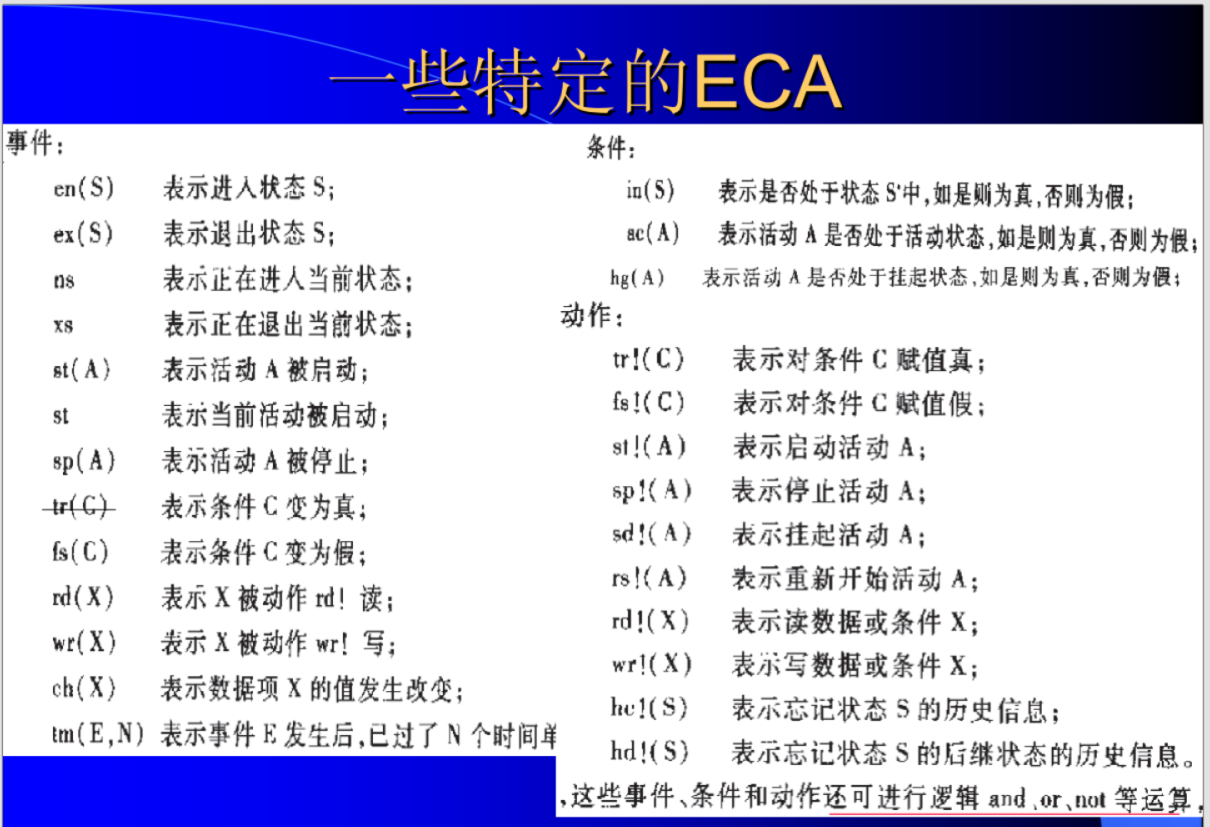 一些特定的ECA
事件:
en(S) 表示进入状态 S;
ex(S) 表示退出状态 S;
ns 表示正在进入当前状态;
xs 表示正在退出当前状态;
st(A) 表示活动 A 被启动;
st 表示当前活动被启动;
sp(A) 表示活动 A 被停止;
tr(C) 表示条件 C 变为真;
fs(C) 表示条件 C 变为假;
rd(X) 表示 X 被动作 rd! 读;
wr(X) 表示 X 被动作 wr! 写;
ch(X) 表示数据项 X 的值发生改变;
tm(E,N) 表示事件 E 发生后,已过了 N 个时间单
条件:
in(S) 表示是否处于状态 S中,如是则为真,否则为假;
ac(A) 表示活动 A 是否处于活动状态,如是则为真,否则为假;
hg(A) 表示活动 A 是否处于挂起状态,如是则为真,否则为假;
动作:
tr!(C) 表示对条件 C 赋值真;
fs!(C) 表示对条件 C 赋值假;
st!(A) 表示启动活动 A;
sp!(A) 表示停止活动 A;
sd!(A) 表示挂起活动 A;
rs!(A) 表示重新开始活动 A;
rd!(X) 表示读数据或条件 X;
wr!(X) 表示写数据或条件 X;
hc!(S) 表示忘记状态 S 的历史信息;
hd!(S) 表示忘记状态 S 的后继状态的历史信息。
,这些事件、条件和动作还可进行逻辑 and、or、not 等运算,